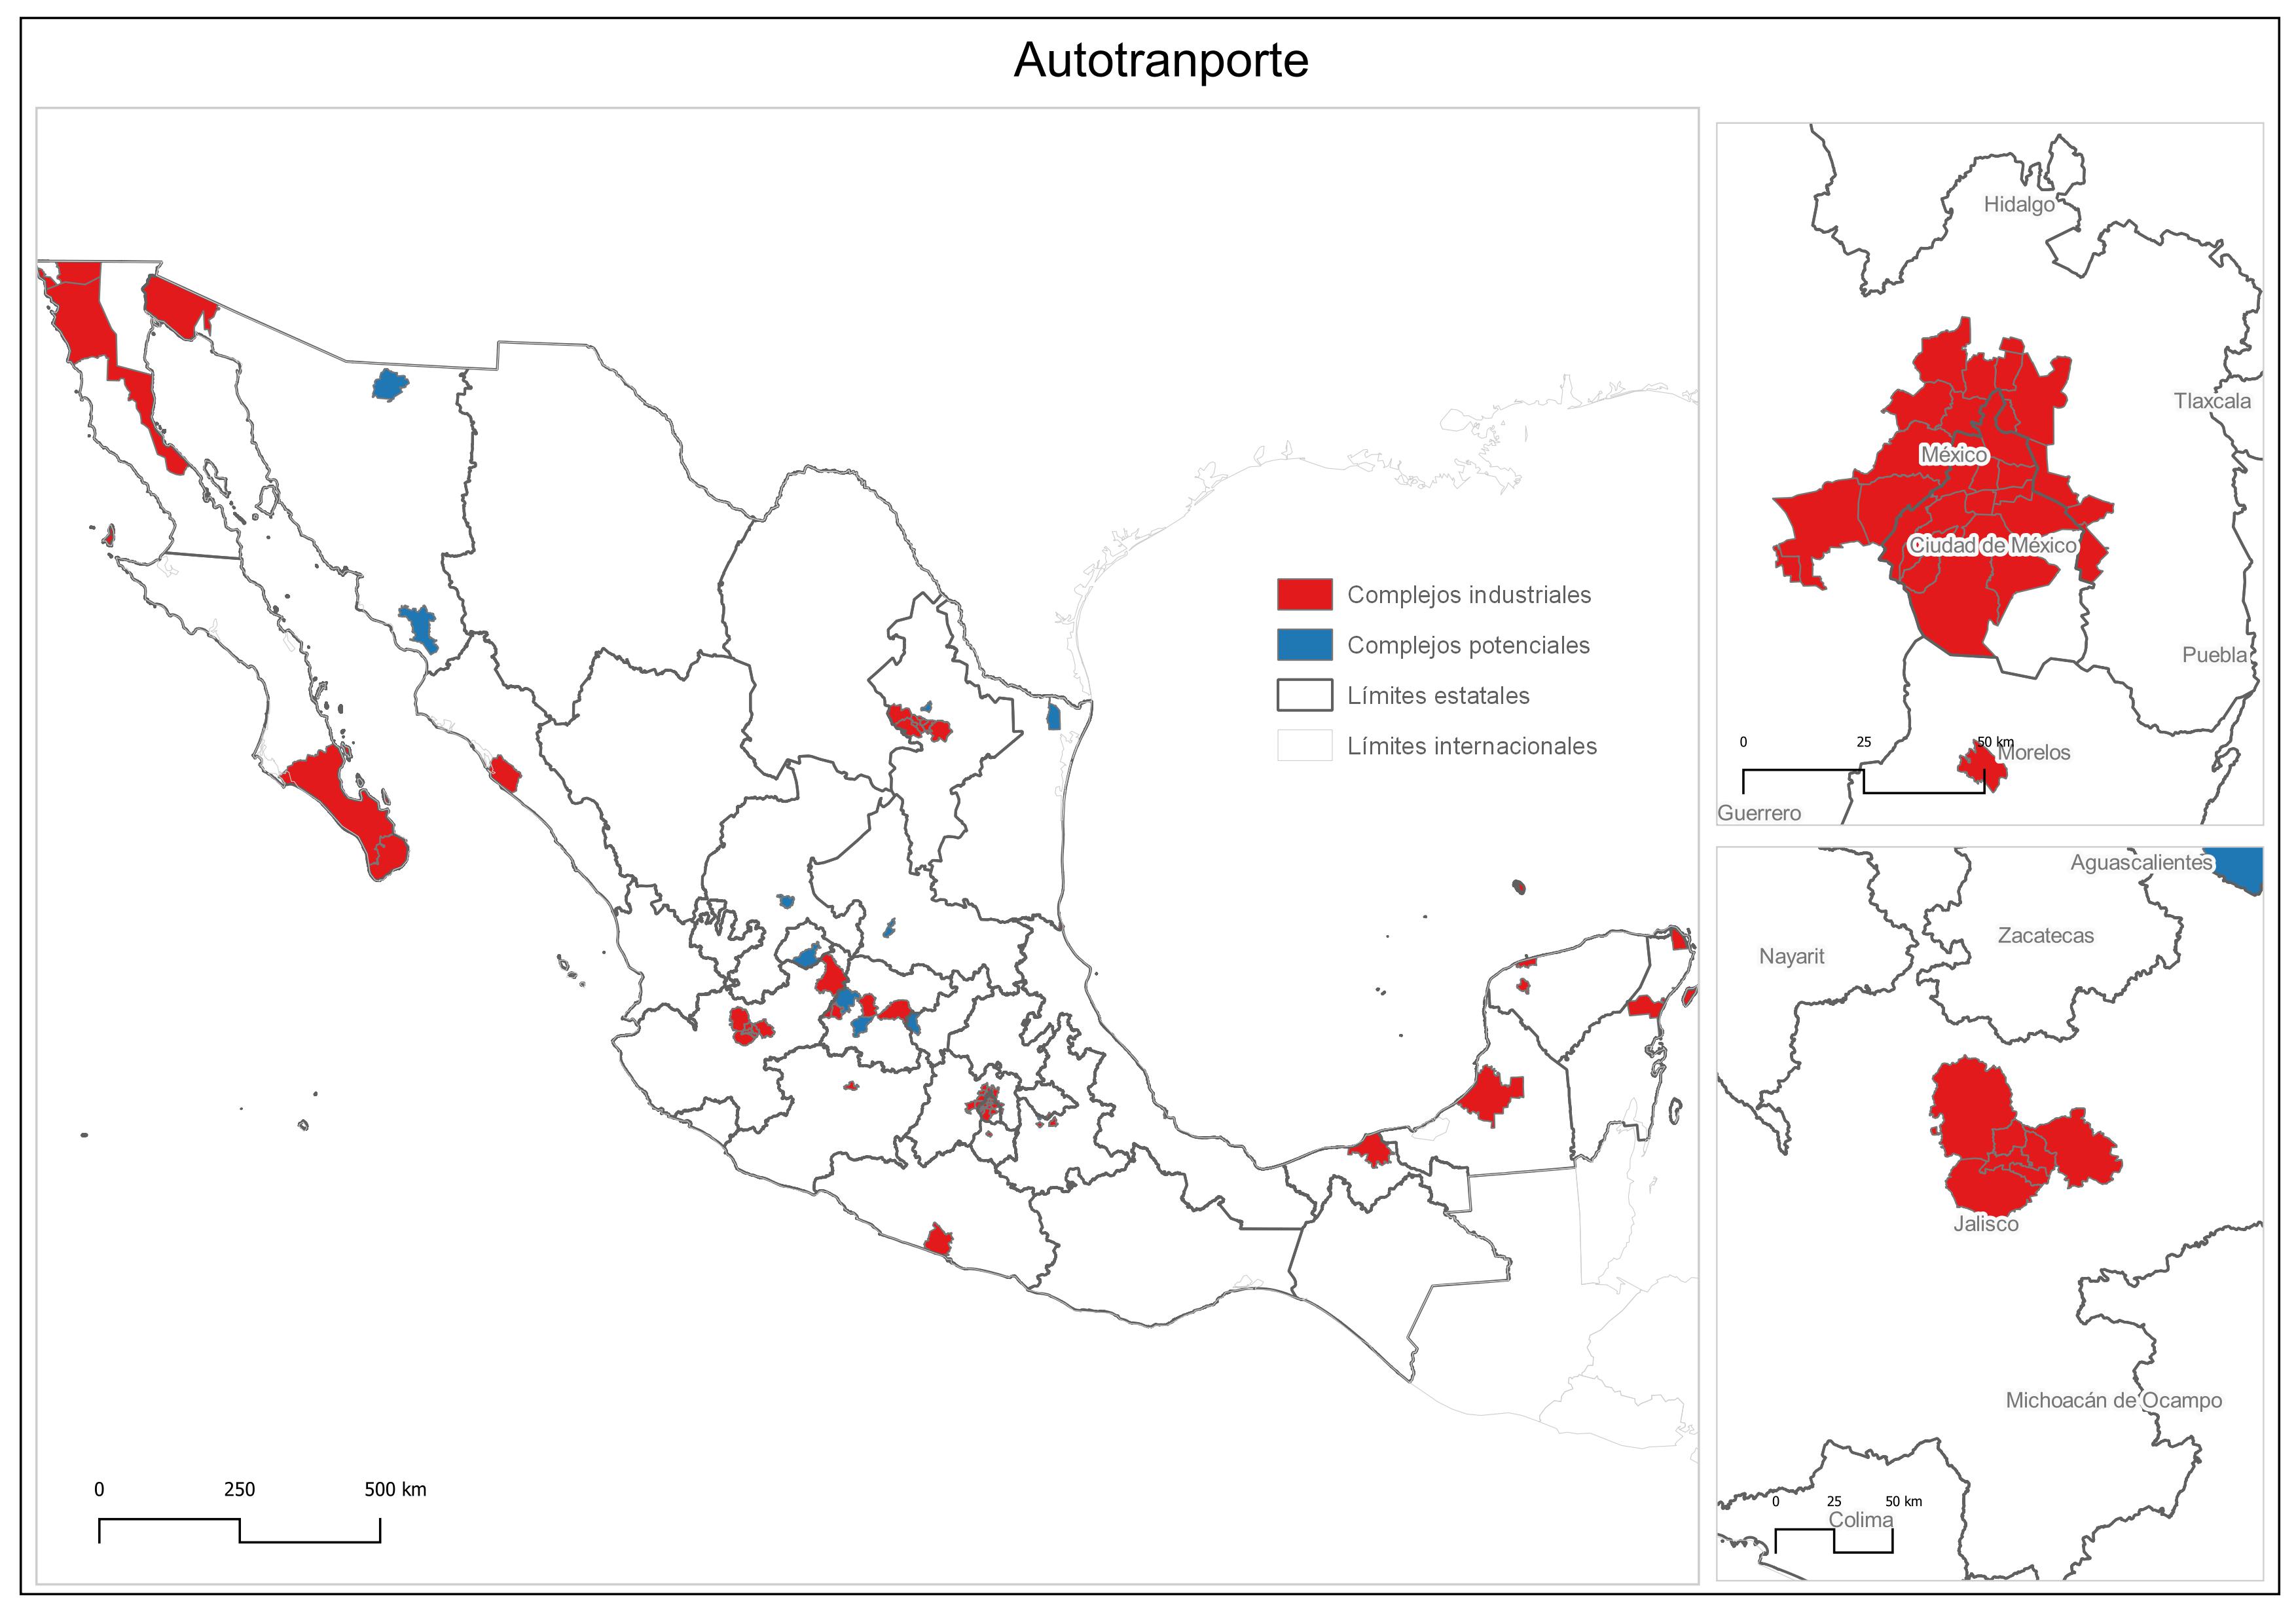 Autotranporte
Complejos industriales
Complejos potenciales
Límites estatales
Límites internacionales
0 250 500 km
Hidalgo
Tlaxcala
México
Ciudad de México
Puebla
0 25 50 km
Morelos
Guerrero
Aguascalientes
Zacatecas
Nayarit
Jalisco
Michoacán de Ocampo
0 25 50 km
Colima